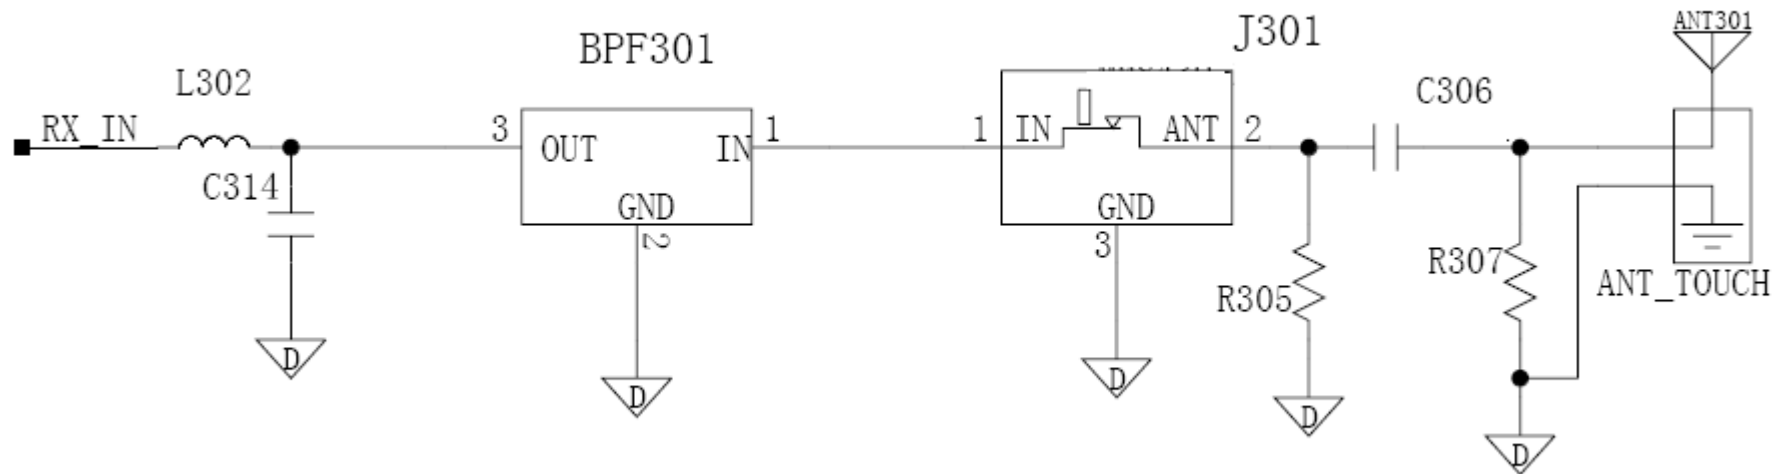 ANT301
J301
BPF301
L302
C306
RX_IN
3
1
1
IN
ANT
2
OUT
IN
C314
GND
GND
2
3
R307
R305
ANT_TOUCH
D
D
D
D
D